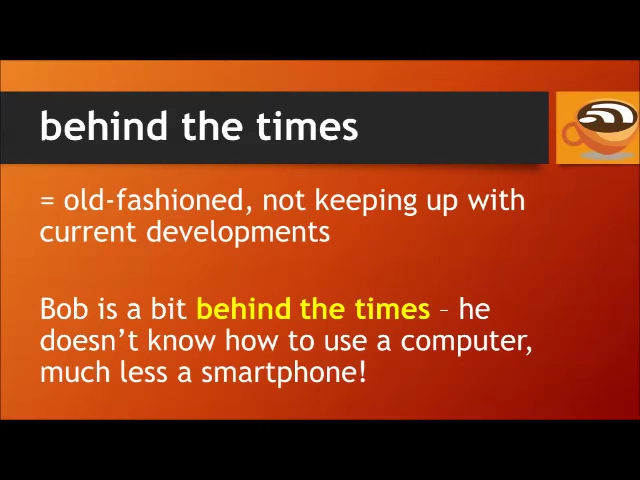 behind the times
= old-fashioned, not keeping up with
current developments
Bob is a bit behind the times – he
doesn’t know how to use a computer,
much less a smartphone!